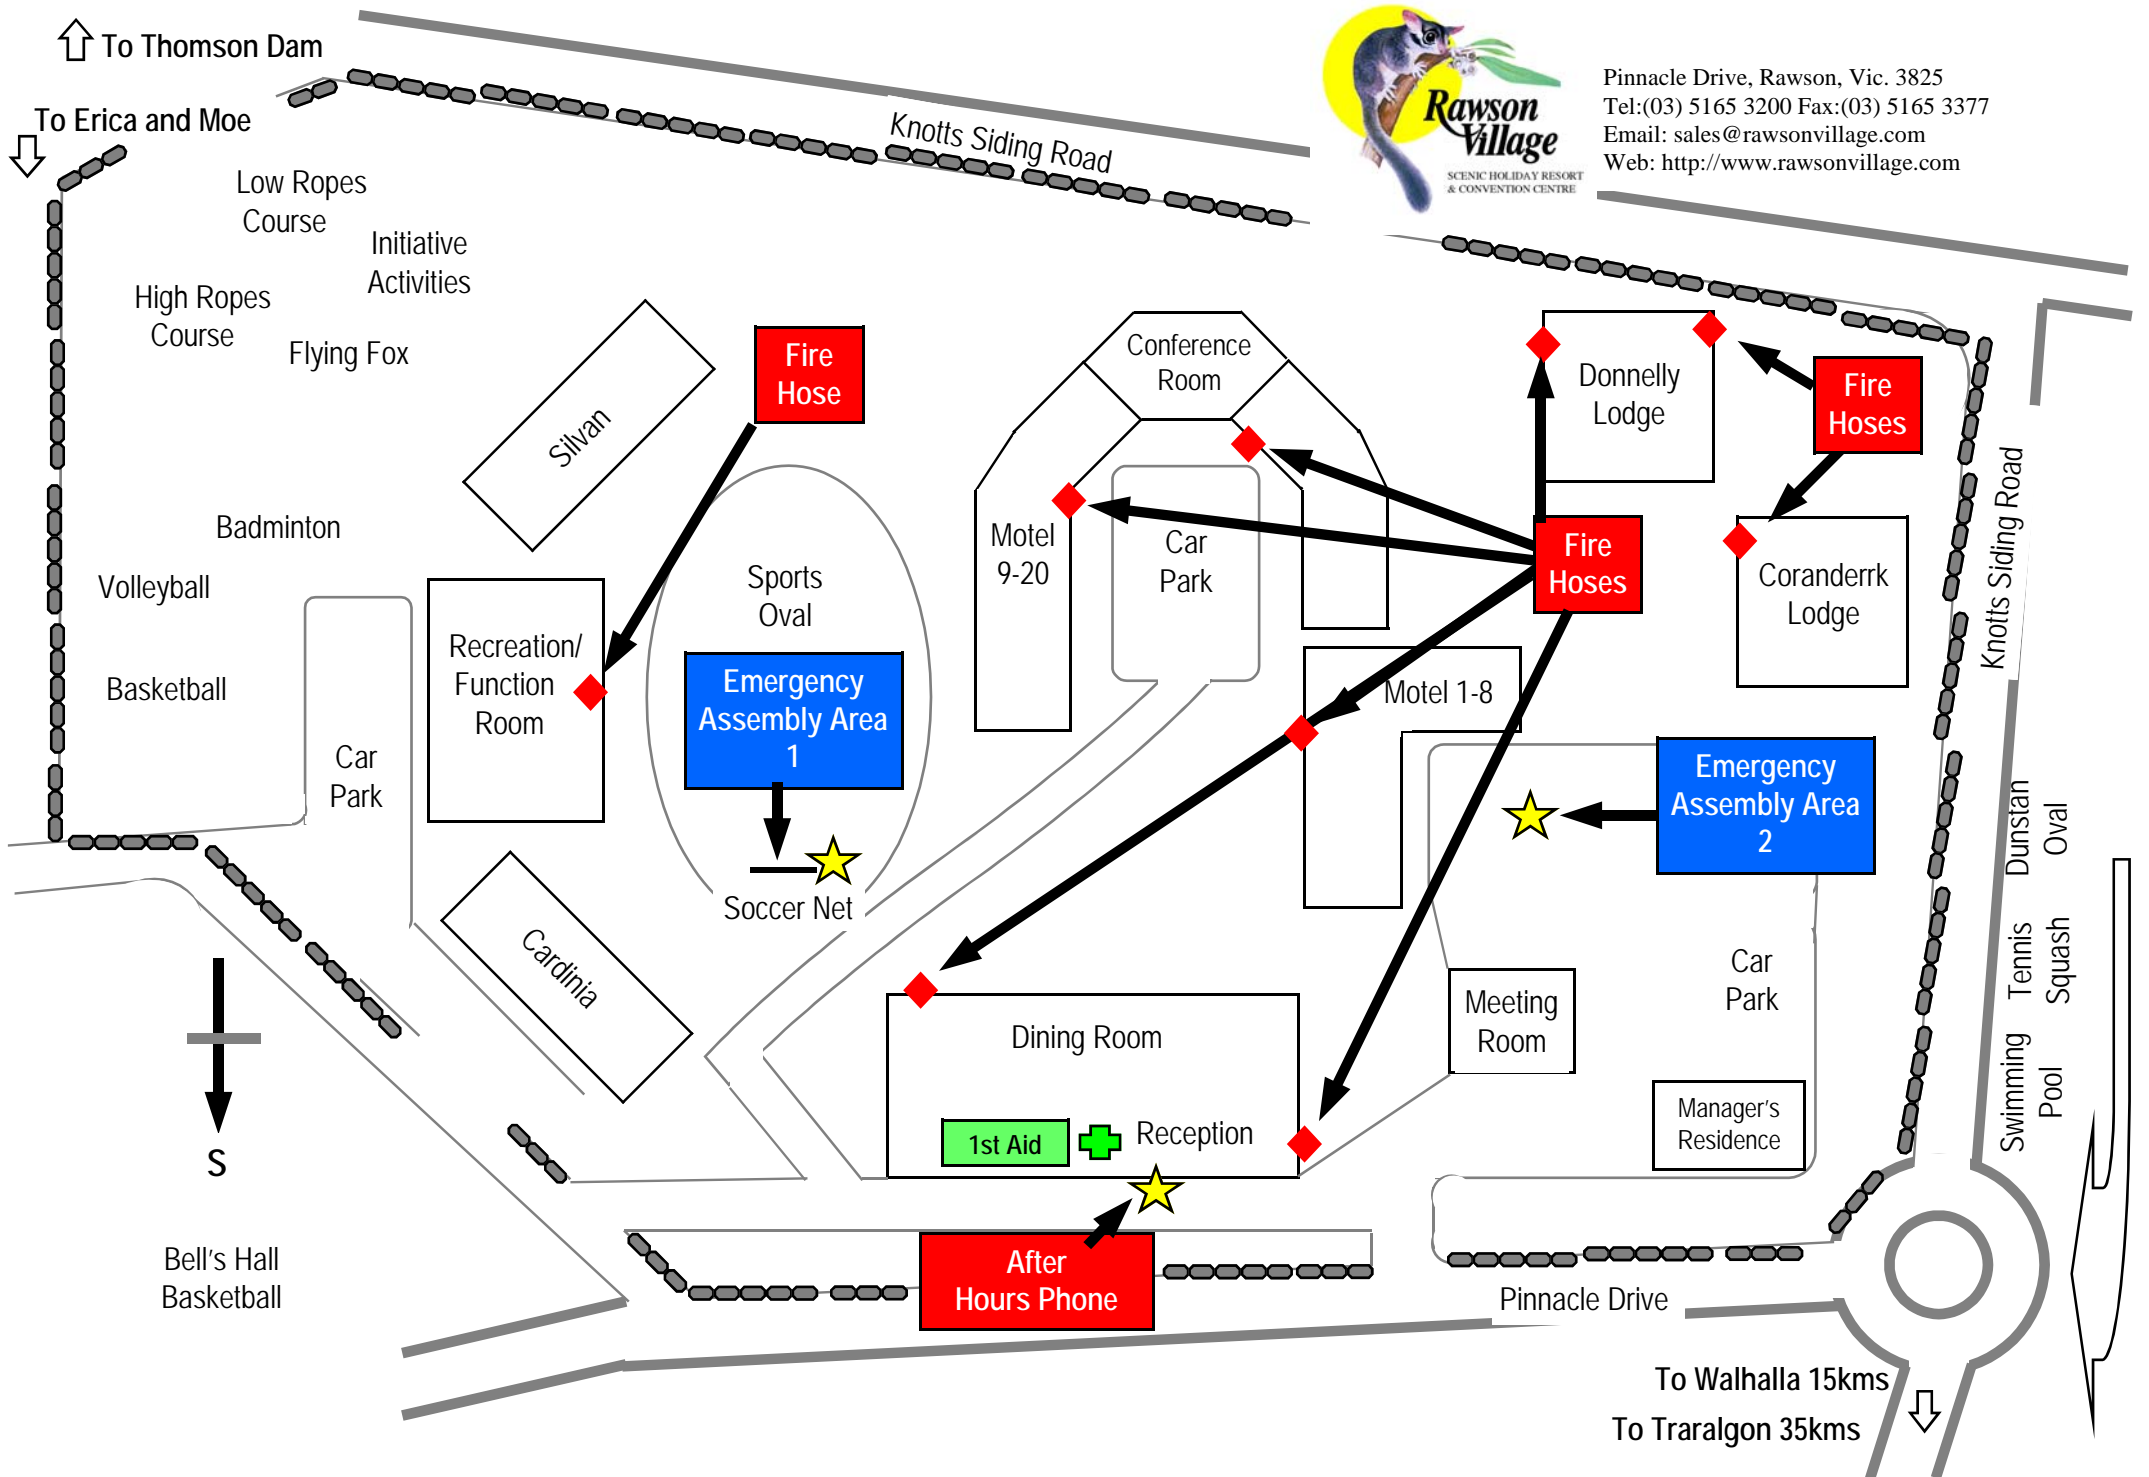 To Thomson Dam
To Erica and Moe
Rawson
Village
SCENIC HOLIDAY RESORT
& CONVENTION CENTRE
Pinnacle Drive, Rawson, Vic. 3825
Tel:(03) 5165 3200 Fax:(03) 5165 3377
Email: sales@rawsonvillage.com
Web: http://www.rawsonvillage.com
Knotts Siding Road
Low Ropes
Course
Initiative
Activities
High Ropes
Course
Flying Fox
Silvan
Fire
Hose
Conference
Room
Donnelly
Lodge
Fire
Hoses
Knotts Siding Road
Badminton
Volleyball
Basketball
Recreation/
Function
Room
Sports
Oval
Emergency
Assembly Area
1
Motel
9-20
Car
Park
Fire
Hoses
Coranderrk
Lodge
Motel 1-8
Car
Park
Emergency
Assembly Area
2
Dunstan
Oval
Soccer Net
Cardinia
Car
Park
Tennis
Squash
Meeting
Room
Dining Room
Swimming
Pool
Manager's
Residence
1st Aid
Reception
S
Bell's Hall
Basketball
After
Hours Phone
Pinnacle Drive
To Walhalla 15kms
To Traralgon 35kms